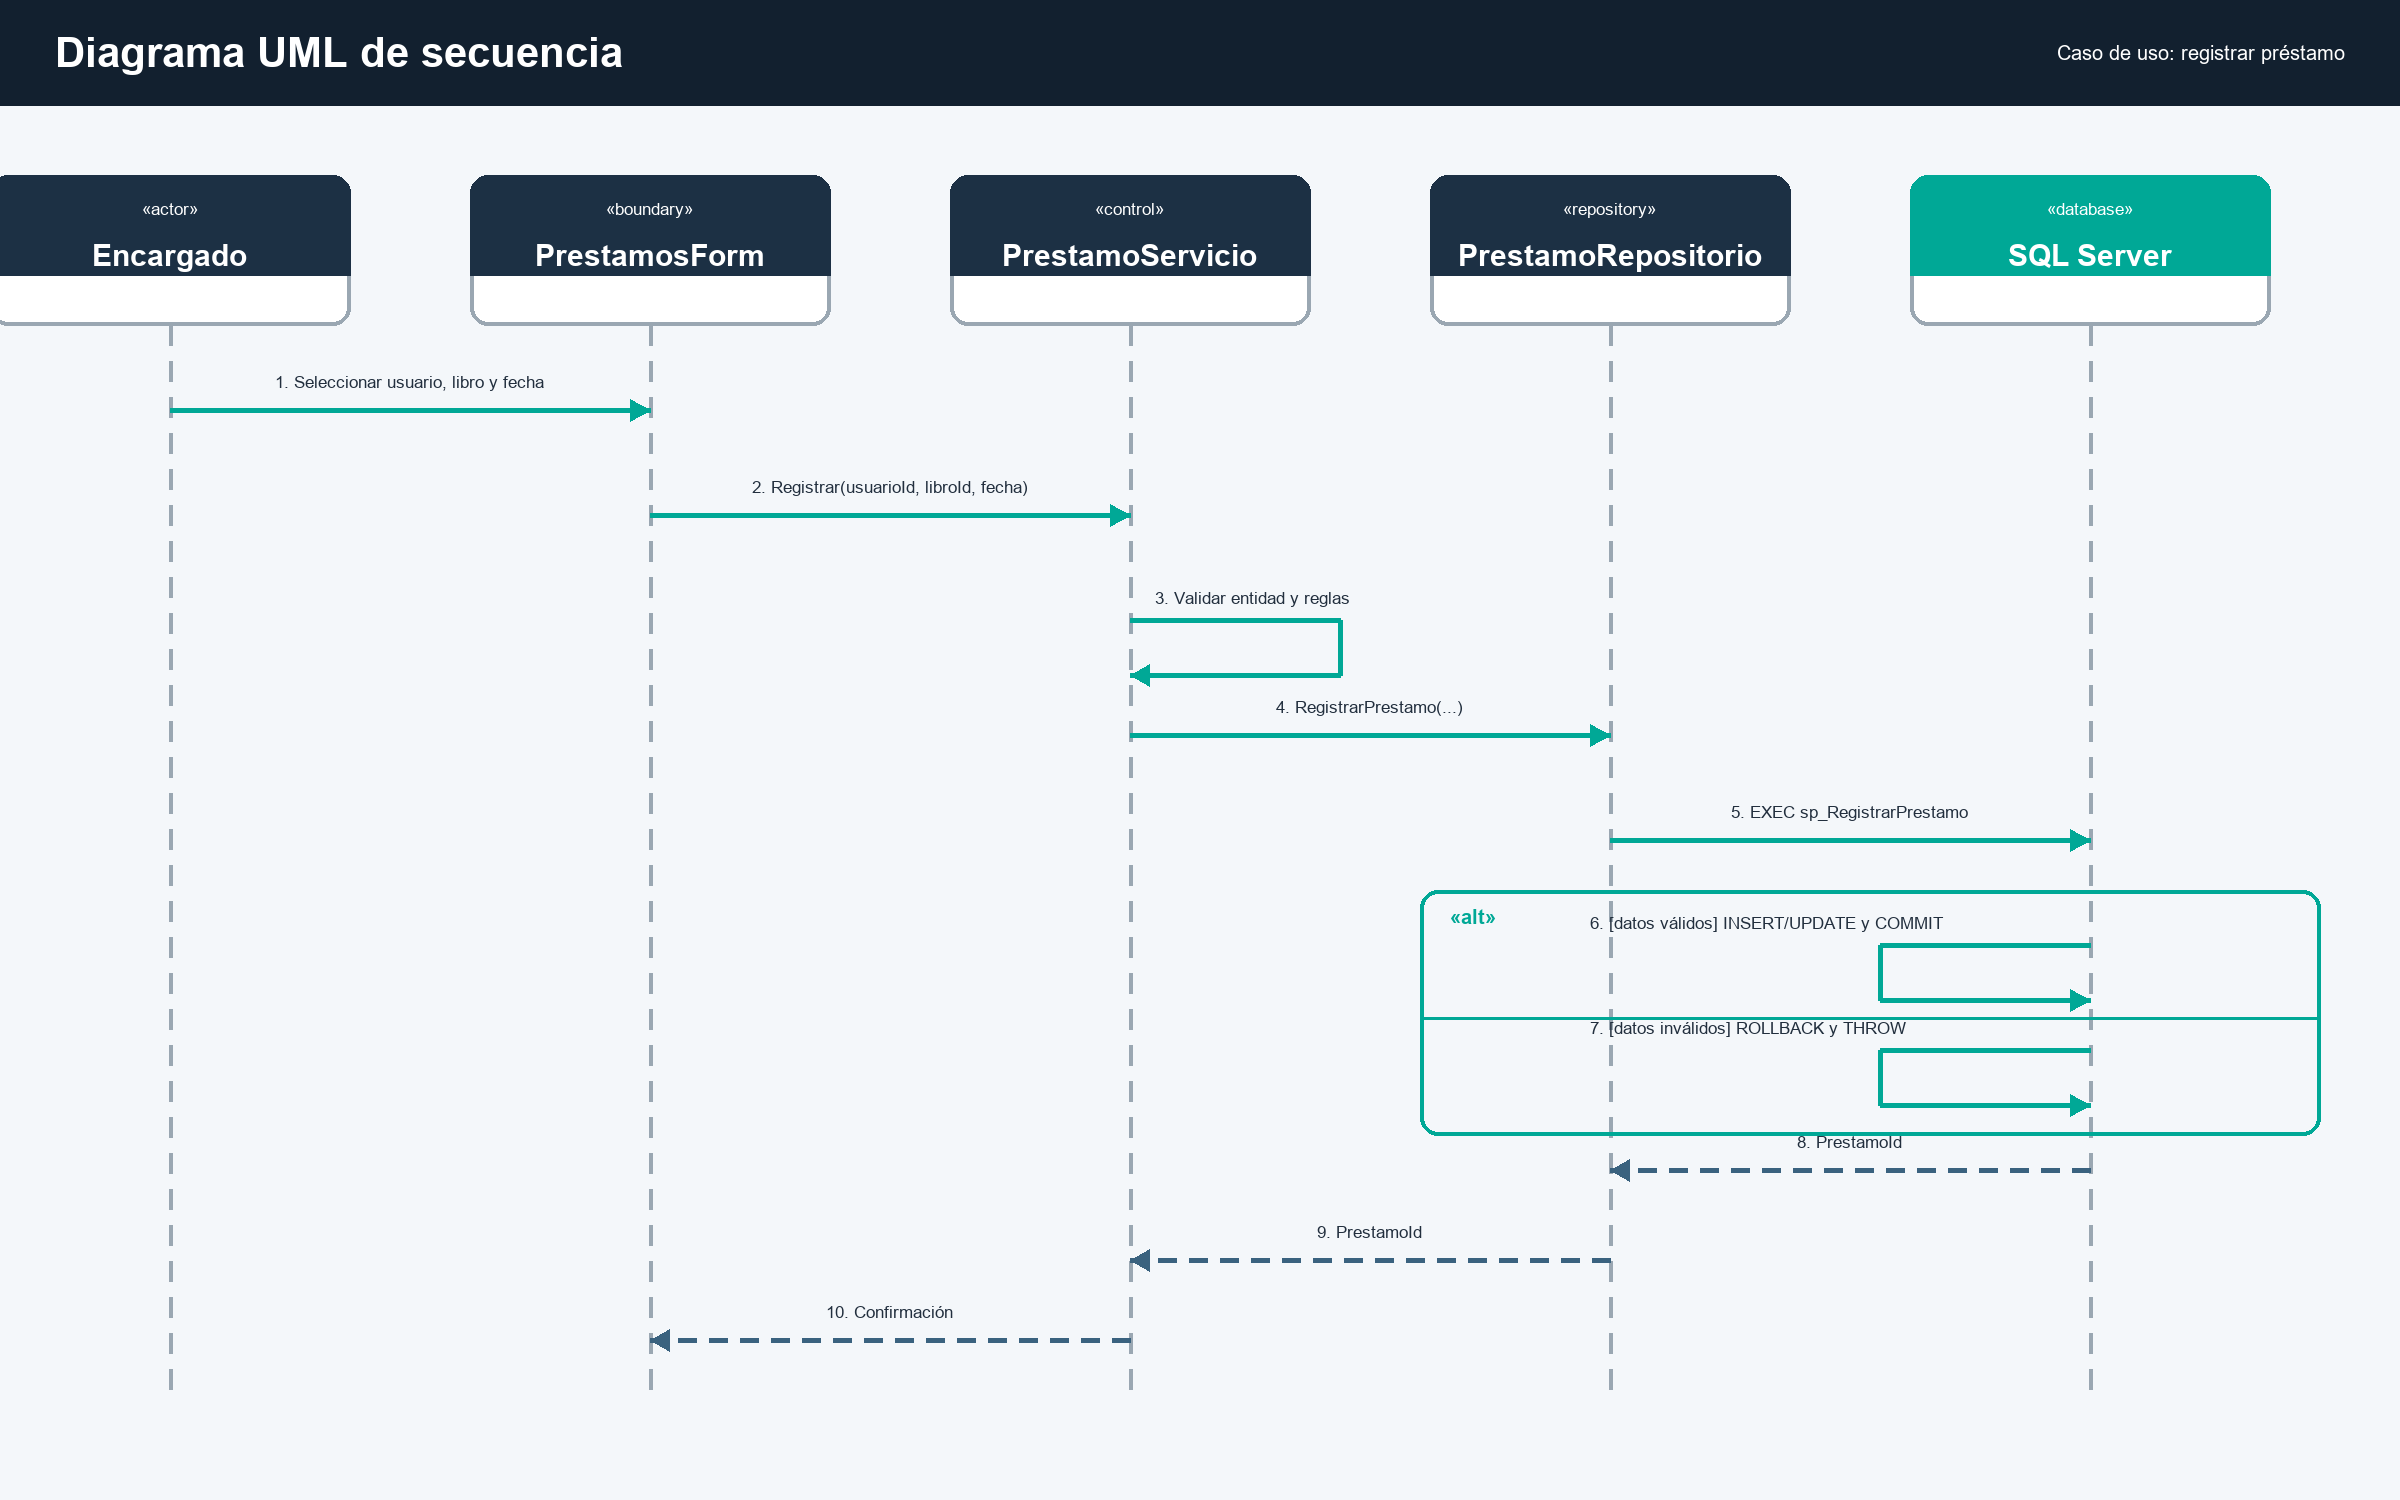 Diagrama UML de secuencia
Caso de uso: registrar préstamo
«actor»
Encargado
«boundary»
PrestamosForm
«control»
PrestamoServicio
«repository»
PrestamoRepositorio
«database»
SQL Server
1. Seleccionar usuario, libro y fecha
2. Registrar(usuarioId, libroId, fecha)
3. Validar entidad y reglas
4. RegistrarPrestamo(...)
5. EXEC sp_RegistrarPrestamo
«alt»
6. [datos válidos] INSERT/UPDATE y COMMIT
7. [datos inválidos] ROLLBACK y THROW
8. PrestamoId
9. PrestamoId
10. Confirmación